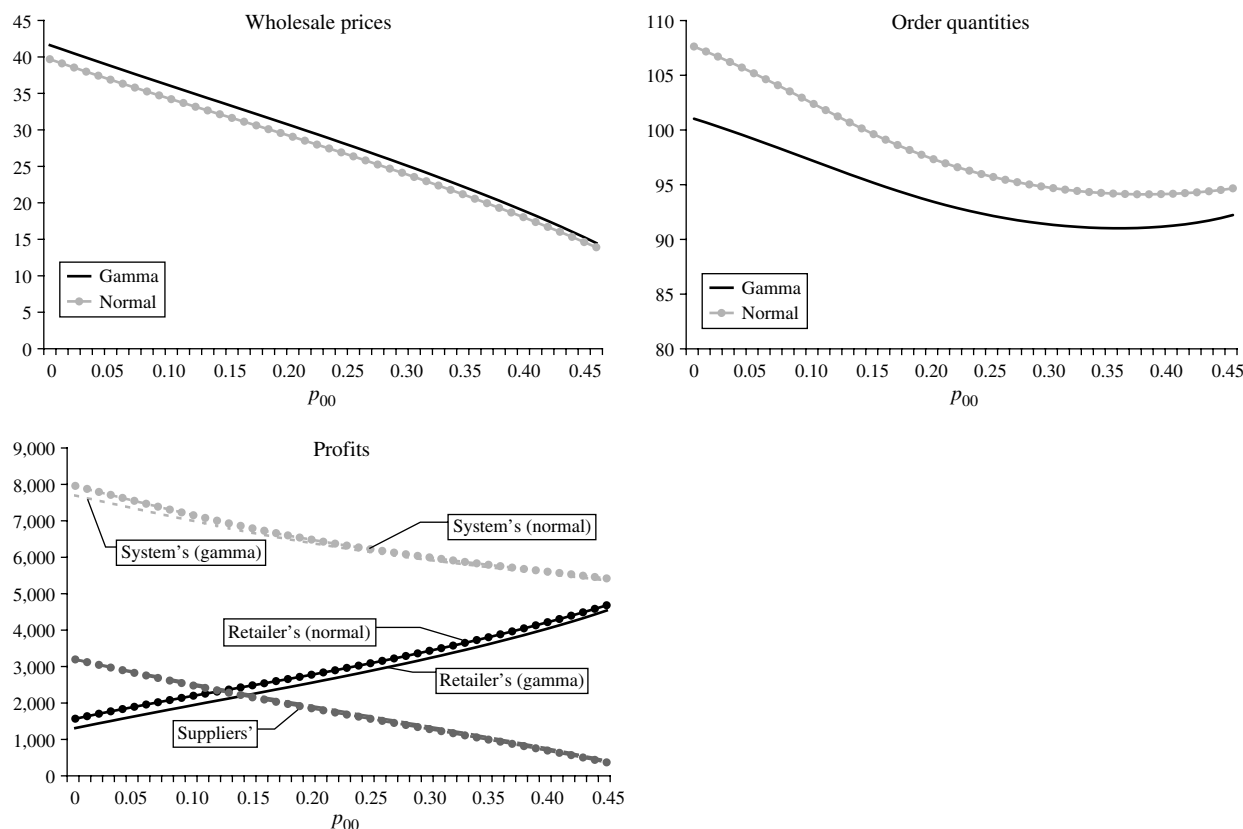 Wholesale prices
45
40
35
30
25
20
15
10
5
0
Gamma
Normal
0 0.05 0.10 0.15 0.20 0.25 0.30 0.35 0.40 0.45
p00
Order quantities
110
105
100
95
90
85
80
Gamma
Normal
0 0.05 0.10 0.15 0.20 0.25 0.30 0.35 0.40 0.45
p00
Profits
9,000
8,000
7,000
6,000
5,000
4,000
3,000
2,000
1,000
0
System's (normal)
System's (gamma)
Retailer's (normal)
Retailer's (gamma)
Suppliers'
0 0.05 0.10 0.15 0.20 0.25 0.30 0.35 0.40 0.45
p00